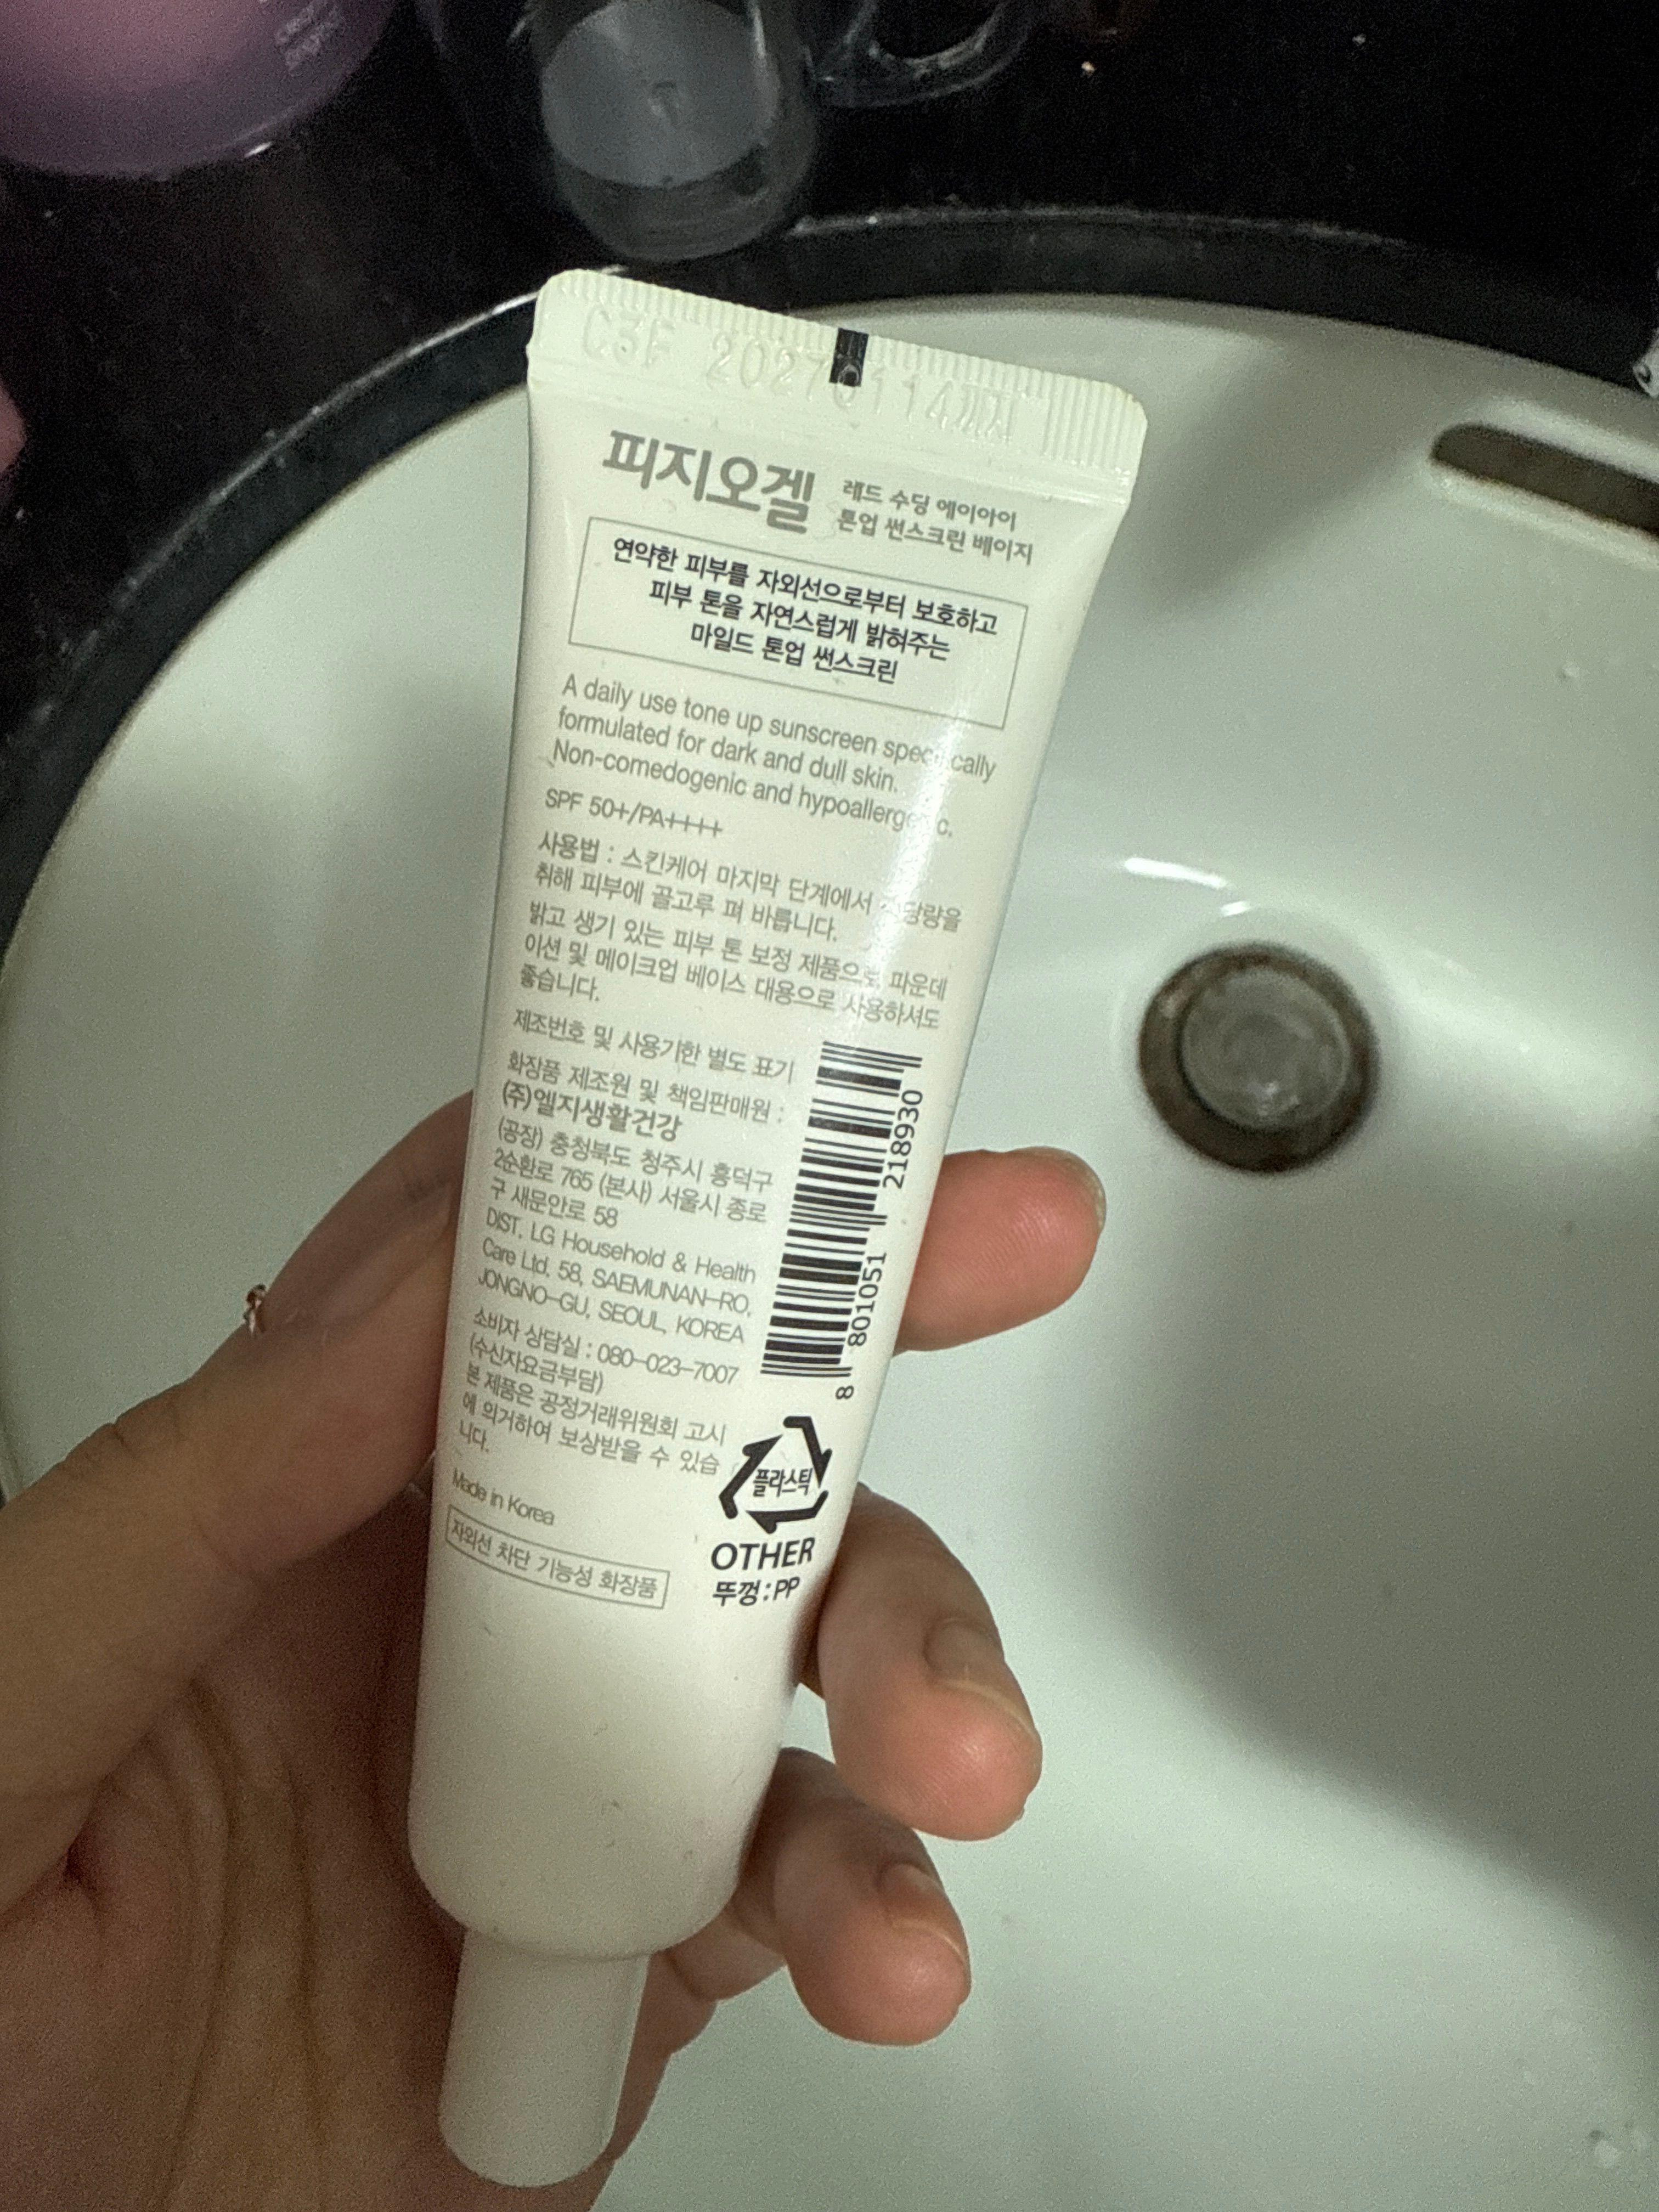 C3F 20270114까지
피지오겔
레드 수딩 에이아이
톤업 썬스크린 베이지
연약한 피부를 자외선으로부터 보호하고
피부 톤을 자연스럽게 밝혀주는
마일드 톤업 썬스크린
A daily use tone up sunscreen specifically
formulated for dark and dull skin.
Non-comedogenic and hypoallergenic.
SPF 50+/PA++++
사용법 : 스킨케어 마지막 단계에서 적당량을
취해 피부에 골고루 펴 바릅니다.
밝고 생기 있는 피부 톤 보정 제품으로 파운데
이션 및 메이크업 베이스 대용으로 사용하셔도
좋습니다.
제조번호 및 사용기한 별도 표기
화장품 제조원 및 책임판매원 :
(주)엘지생활건강
(공장) 충청북도 청주시 흥덕구
2순환로 765 (본사) 서울시 종로
구 새문안로 58
DIST. LG Household & Health
Care Ltd. 58, SAEMUNAN-RO,
JONGNO-GU, SEOUL, KOREA
소비자 상담실 : 080-023-7007
(수신자요금부담)
본 제품은 공정거래위원회 고시
에 의거하여 보상받을 수 있습
니다.
Made in Korea
자외선 차단 기능성 화장품
8 801051 218930
플라스틱
OTHER
뚜껑 : PP